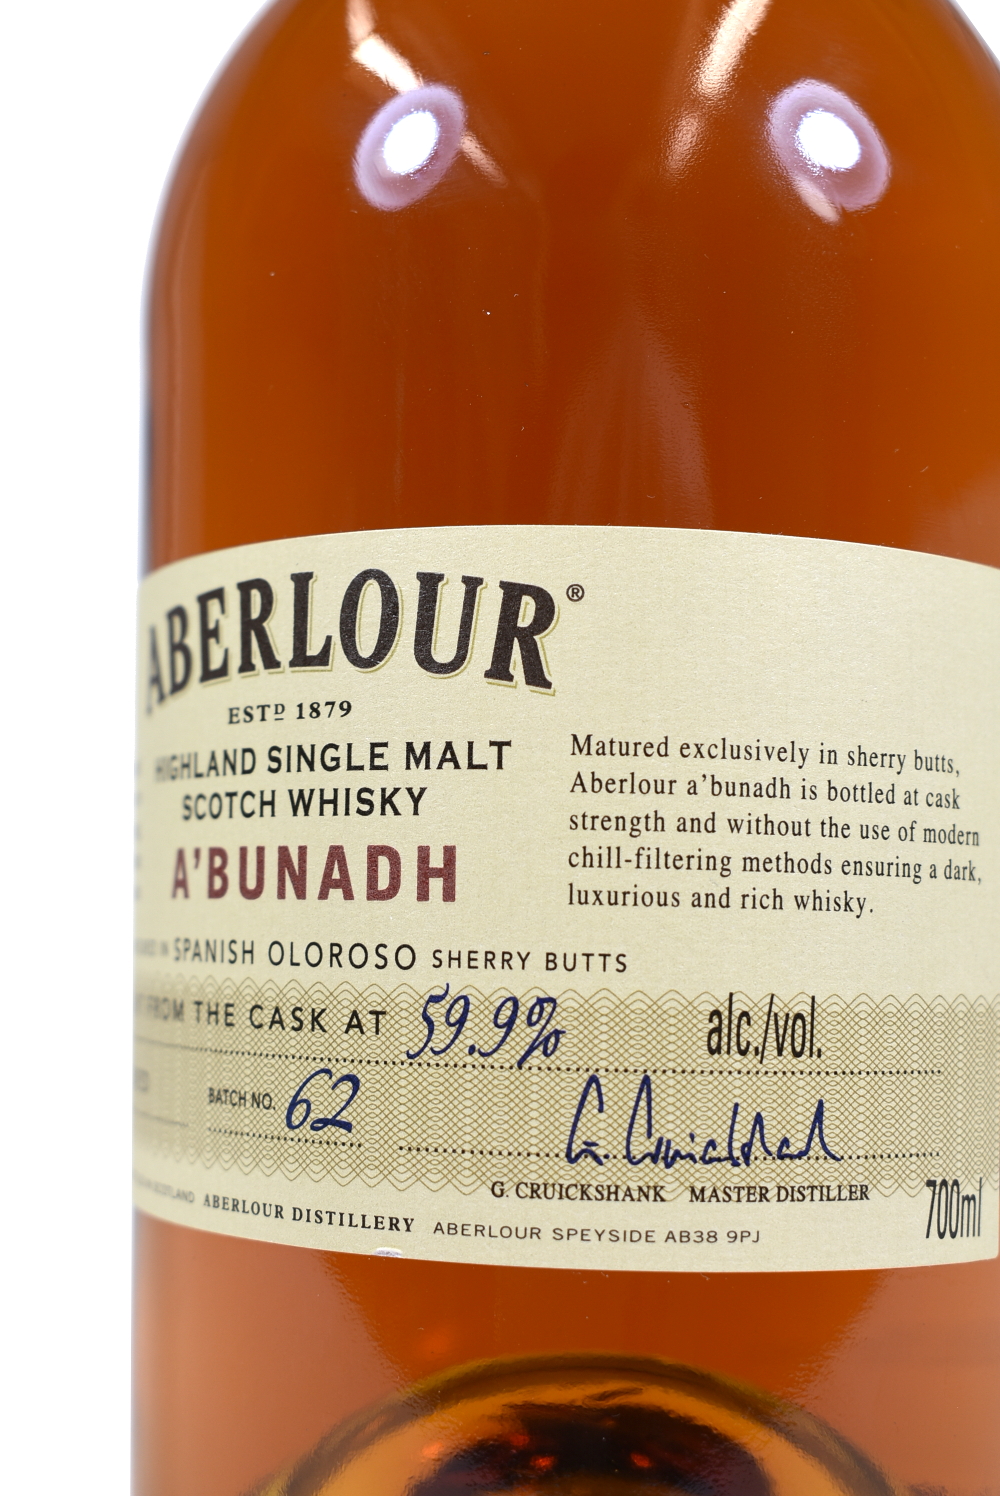 ABERLOUR®
ESTD 1879
HIGHLAND SINGLE MALT
SCOTCH WHISKY
A'BUNADH
Matured exclusively in sherry butts,
Aberlour a'bunadh is bottled at cask
strength and without the use of modern
chill-filtering methods ensuring a dark,
luxurious and rich whisky.
IN SPANISH OLOROSO SHERRY BUTTS
FROM THE CASK AT 59.9% alc./vol.
BATCH NO. 62
G. Cruickshank
G. CRUICKSHANK MASTER DISTILLER
700ml
SCOTLAND ABERLOUR DISTILLERY ABERLOUR SPEYSIDE AB38 9PJ